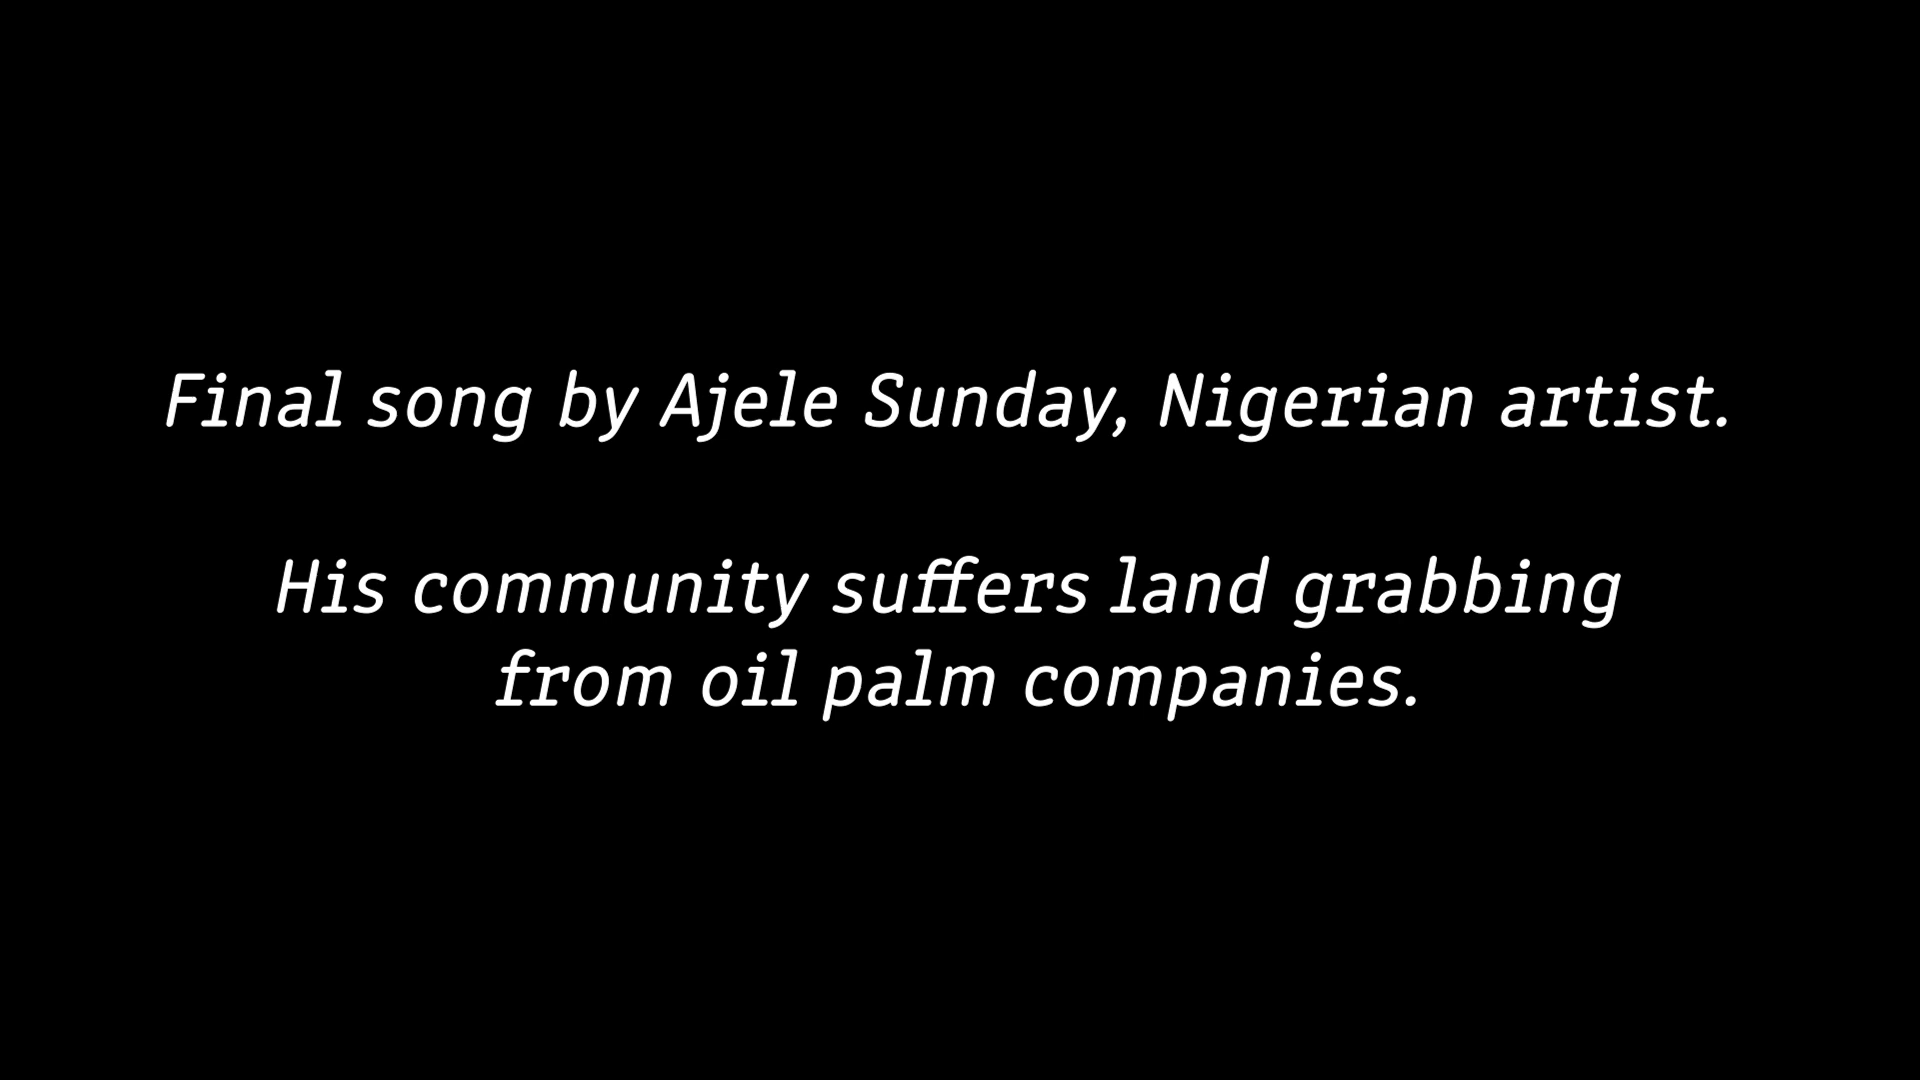 Final song by Ajele Sunday, Nigerian artist.
His community suffers land grabbing
from oil palm companies.